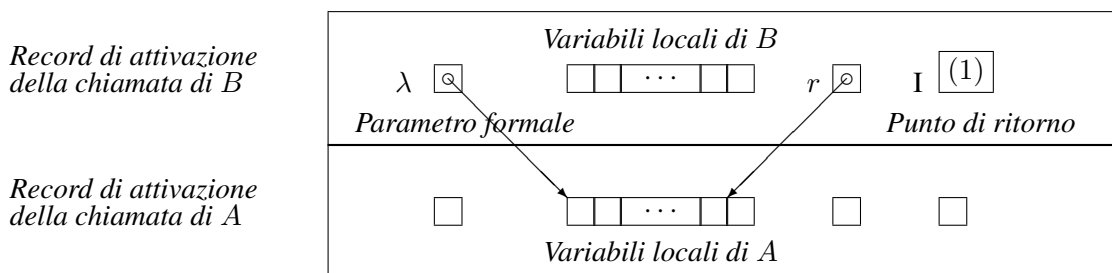 Record di attivazione
della chiamata di B
Variabili locali di B
λ
· · ·
r
I
(1)
Parametro formale
Punto di ritorno
Record di attivazione
della chiamata di A
· · ·
Variabili locali di A